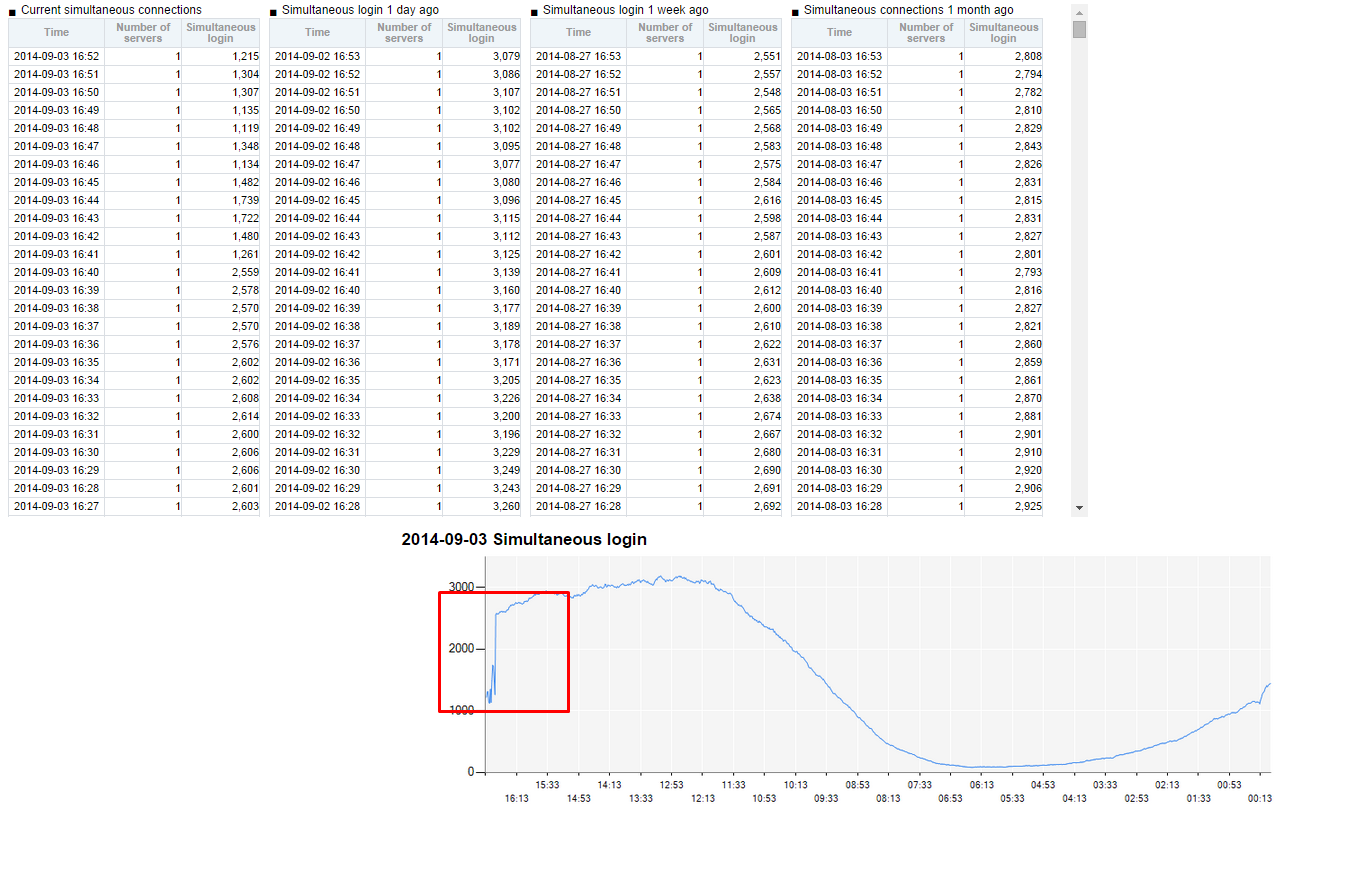 ■ Current simultaneous connections ■ Simultaneous login 1 day ago ■ Simultaneous login 1 week ago ■ Simultaneous connections 1 month ago
Time Number of servers Simultaneous login Time Number of servers Simultaneous login Time Number of servers Simultaneous login Time Number of servers Simultaneous login
2014-09-03 16:52 1 1,215 2014-09-02 16:53 1 3,079 2014-08-27 16:53 1 2,551 2014-08-03 16:53 1 2,808
2014-09-03 16:51 1 1,304 2014-09-02 16:52 1 3,086 2014-08-27 16:52 1 2,557 2014-08-03 16:52 1 2,794
2014-09-03 16:50 1 1,307 2014-09-02 16:51 1 3,107 2014-08-27 16:51 1 2,548 2014-08-03 16:51 1 2,782
2014-09-03 16:49 1 1,135 2014-09-02 16:50 1 3,102 2014-08-27 16:50 1 2,565 2014-08-03 16:50 1 2,810
2014-09-03 16:48 1 1,119 2014-09-02 16:49 1 3,102 2014-08-27 16:49 1 2,568 2014-08-03 16:49 1 2,829
2014-09-03 16:47 1 1,348 2014-09-02 16:48 1 3,095 2014-08-27 16:48 1 2,583 2014-08-03 16:48 1 2,843
2014-09-03 16:46 1 1,134 2014-09-02 16:47 1 3,077 2014-08-27 16:47 1 2,575 2014-08-03 16:47 1 2,826
2014-09-03 16:45 1 1,482 2014-09-02 16:46 1 3,080 2014-08-27 16:46 1 2,584 2014-08-03 16:46 1 2,831
2014-09-03 16:44 1 1,739 2014-09-02 16:45 1 3,096 2014-08-27 16:45 1 2,616 2014-08-03 16:45 1 2,815
2014-09-03 16:43 1 1,722 2014-09-02 16:44 1 3,115 2014-08-27 16:44 1 2,598 2014-08-03 16:44 1 2,831
2014-09-03 16:42 1 1,480 2014-09-02 16:43 1 3,112 2014-08-27 16:43 1 2,587 2014-08-03 16:43 1 2,827
2014-09-03 16:41 1 1,261 2014-09-02 16:42 1 3,125 2014-08-27 16:42 1 2,601 2014-08-03 16:42 1 2,801
2014-09-03 16:40 1 2,559 2014-09-02 16:41 1 3,139 2014-08-27 16:41 1 2,609 2014-08-03 16:41 1 2,793
2014-09-03 16:39 1 2,578 2014-09-02 16:40 1 3,160 2014-08-27 16:40 1 2,612 2014-08-03 16:40 1 2,816
2014-09-03 16:38 1 2,570 2014-09-02 16:39 1 3,177 2014-08-27 16:39 1 2,600 2014-08-03 16:39 1 2,827
2014-09-03 16:37 1 2,570 2014-09-02 16:38 1 3,189 2014-08-27 16:38 1 2,610 2014-08-03 16:38 1 2,821
2014-09-03 16:36 1 2,576 2014-09-02 16:37 1 3,178 2014-08-27 16:37 1 2,622 2014-08-03 16:37 1 2,860
2014-09-03 16:35 1 2,602 2014-09-02 16:36 1 3,171 2014-08-27 16:36 1 2,631 2014-08-03 16:36 1 2,859
2014-09-03 16:34 1 2,602 2014-09-02 16:35 1 3,205 2014-08-27 16:35 1 2,623 2014-08-03 16:35 1 2,861
2014-09-03 16:33 1 2,608 2014-09-02 16:34 1 3,226 2014-08-27 16:34 1 2,638 2014-08-03 16:34 1 2,870
2014-09-03 16:32 1 2,614 2014-09-02 16:33 1 3,200 2014-08-27 16:33 1 2,674 2014-08-03 16:33 1 2,881
2014-09-03 16:31 1 2,600 2014-09-02 16:32 1 3,196 2014-08-27 16:32 1 2,667 2014-08-03 16:32 1 2,901
2014-09-03 16:30 1 2,606 2014-09-02 16:31 1 3,229 2014-08-27 16:31 1 2,680 2014-08-03 16:31 1 2,910
2014-09-03 16:29 1 2,606 2014-09-02 16:30 1 3,249 2014-08-27 16:30 1 2,690 2014-08-03 16:30 1 2,920
2014-09-03 16:28 1 2,601 2014-09-02 16:29 1 3,243 2014-08-27 16:29 1 2,691 2014-08-03 16:29 1 2,906
2014-09-03 16:27 1 2,603 2014-09-02 16:28 1 3,260 2014-08-27 16:28 1 2,692 2014-08-03 16:28 1 2,925
2014-09-03 Simultaneous login
3000
2000
1000
0
15:33 14:13 12:53 11:33 10:13 08:53 07:33 06:13 04:53 03:33 02:13 00:53
16:13 14:53 13:33 12:13 10:53 09:33 08:13 06:53 05:33 04:13 02:53 01:33 00:13